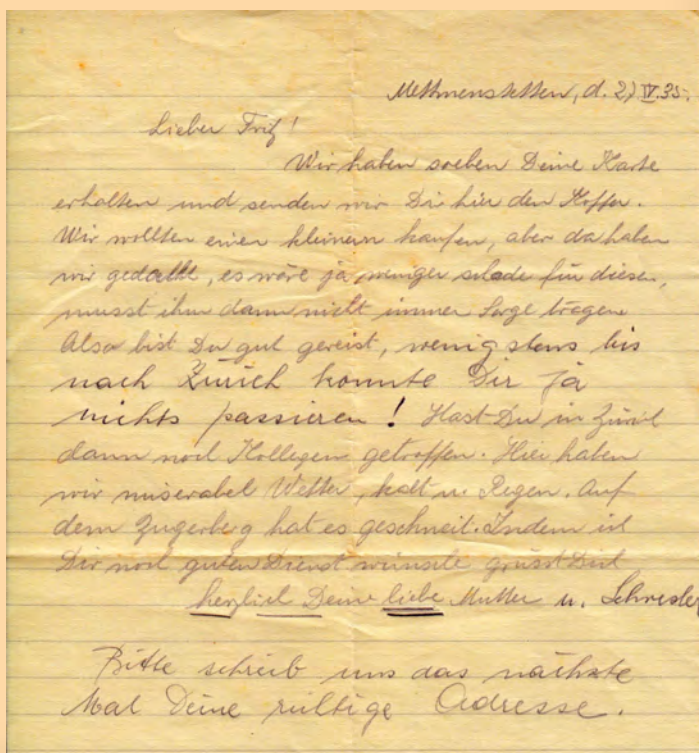 Mettmenstetten, d. 27. IV. 35.
Lieber Fritz!
Wir haben soeben Deine Karte
erhalten und senden wir Dir hier den Koffer.
Wir wollten einen kleinern kaufen, aber da haben
wir gedacht, es wäre ja weniger schade für diesen,
musst ihm dann nicht immer Sorge tragen
Also bist Du gut gereist, wenigstens bis
nach Zürich konnte Dir ja
nichts passieren! Hast Du in Zürich
dann noch Kollegen getroffen. Hier haben
wir miserabel Wetter, kalt u. Regen. Auf
dem Zugerberg hat es geschneit. Indem ich
Dir noch guten Dienst wünsche grüsst Dich
herzlich Deine liebe Mutter u. Schwester
Bitte schreib uns das nächste
Mal Deine richtige Adresse.